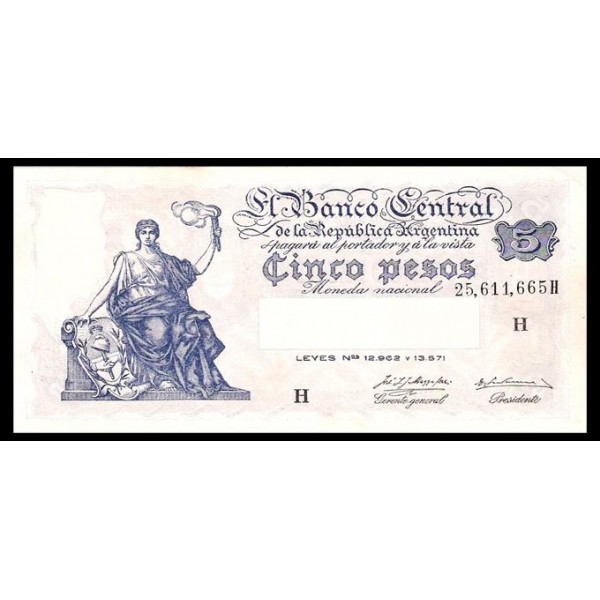 El Banco Central
de la República Argentina
pagará al portador y á la vista
5
Cinco pesos
Moneda nacional
25,611,665H
H
LEYES Nos 12.962 Y 13.571
H
Gerente general
Presidente